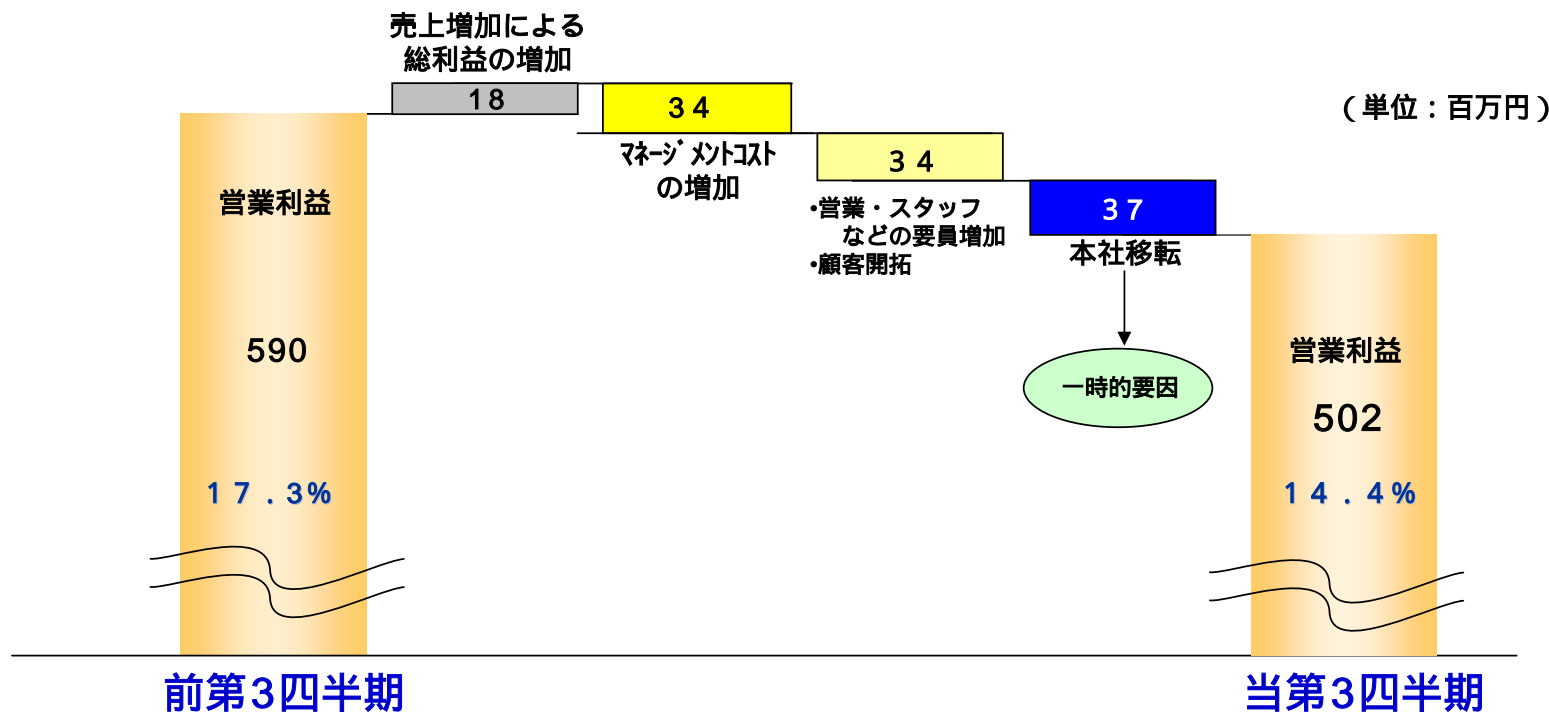 売上増加による
総利益の増加
18
34
(単位:百万円)
マネージメントコスト
の増加
34
営業利益
・営業・スタッフ
などの要員増加
・顧客開拓
37
本社移転
590
一時的要因
営業利益
502
17.3%
14.4%
前第3四半期
当第3四半期